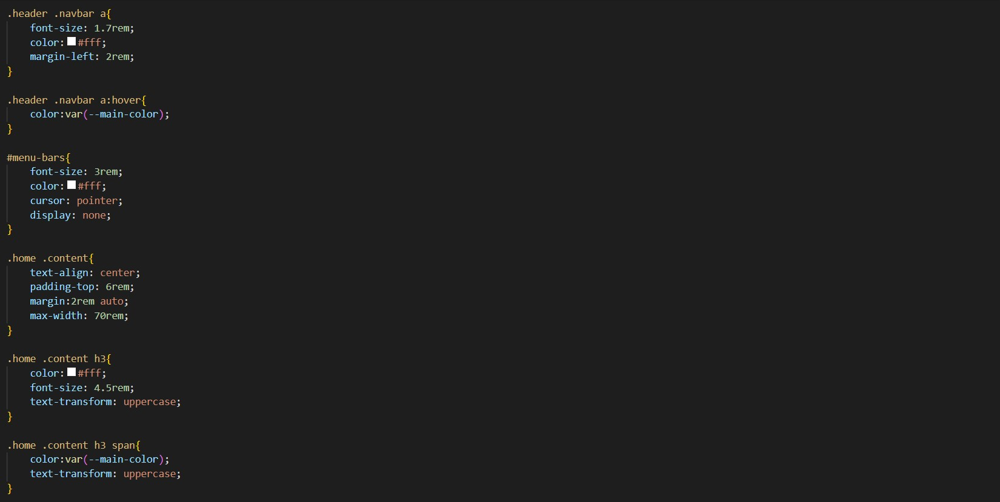 .header .navbar a{
    font-size: 1.7rem;
    color: #fff;
    margin-left: 2rem;
}

.header .navbar a:hover{
    color:var(--main-color);
}

#menu-bars{
    font-size: 3rem;
    color: #fff;
    cursor: pointer;
    display: none;
}

.home .content{
    text-align: center;
    padding-top: 6rem;
    margin:2rem auto;
    max-width: 70rem;
}

.home .content h3{
    color: #fff;
    font-size: 4.5rem;
    text-transform: uppercase;
}

.home .content h3 span{
    color:var(--main-color);
    text-transform: uppercase;
}